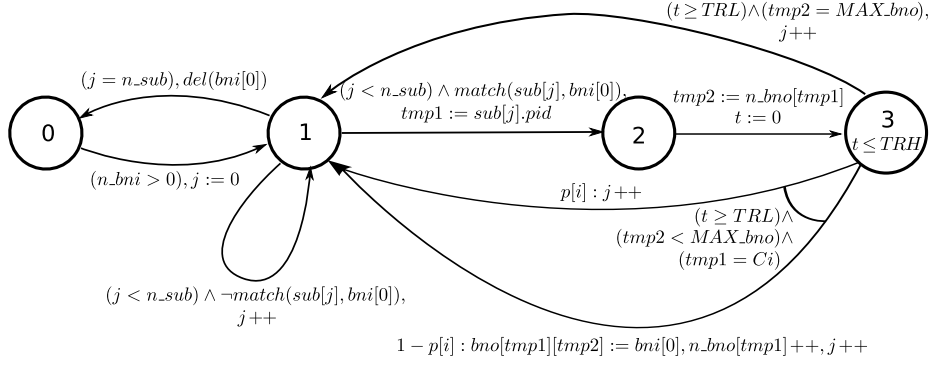 (t ≥ TRL)∧(tmp2 = MAX_bno),
j++
(j = n_sub), del(bni[0])
(j < n_sub) ∧ match(sub[j], bni[0]),
tmp1 := sub[j].pid
tmp2 := n_bno[tmp1]
t := 0
0
1
2
3
t ≤ TRH
(n_bni > 0), j := 0
p[i] : j++
(t ≥ TRL)∧
(tmp2 < MAX_bno)∧
(tmp1 = Ci)
(j < n_sub) ∧ ¬match(sub[j], bni[0]),
j++
1 − p[i] : bno[tmp1][tmp2] := bni[0], n_bno[tmp1]++, j++